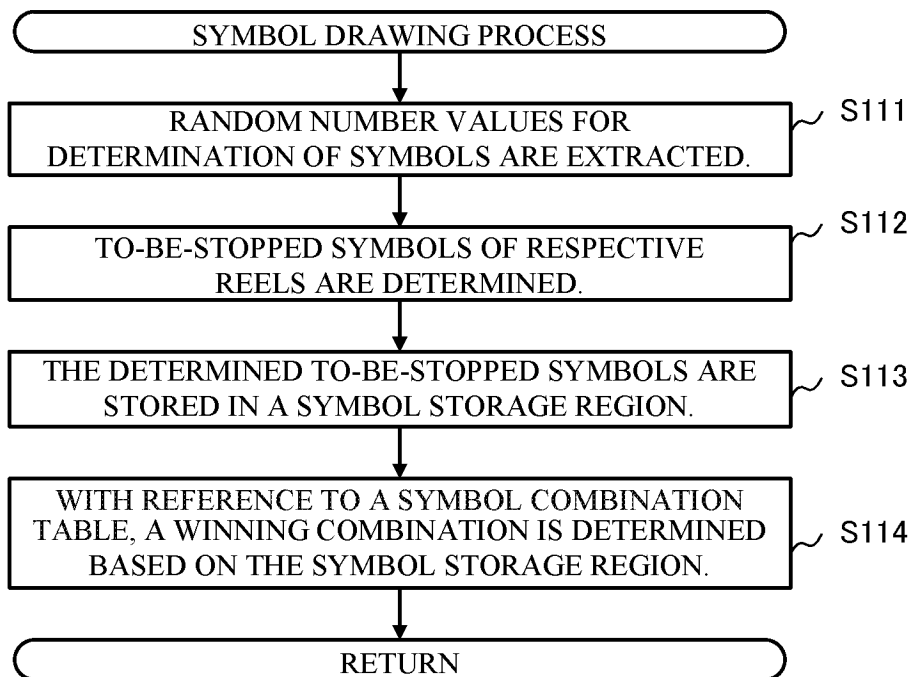 SYMBOL DRAWING PROCESS
RANDOM NUMBER VALUES FOR
DETERMINATION OF SYMBOLS ARE EXTRACTED.
S111
TO-BE-STOPPED SYMBOLS OF RESPECTIVE
REELS ARE DETERMINED.
S112
THE DETERMINED TO-BE-STOPPED SYMBOLS ARE
STORED IN A SYMBOL STORAGE REGION.
S113
WITH REFERENCE TO A SYMBOL COMBINATION
TABLE, A WINNING COMBINATION IS DETERMINED
BASED ON THE SYMBOL STORAGE REGION.
S114
RETURN